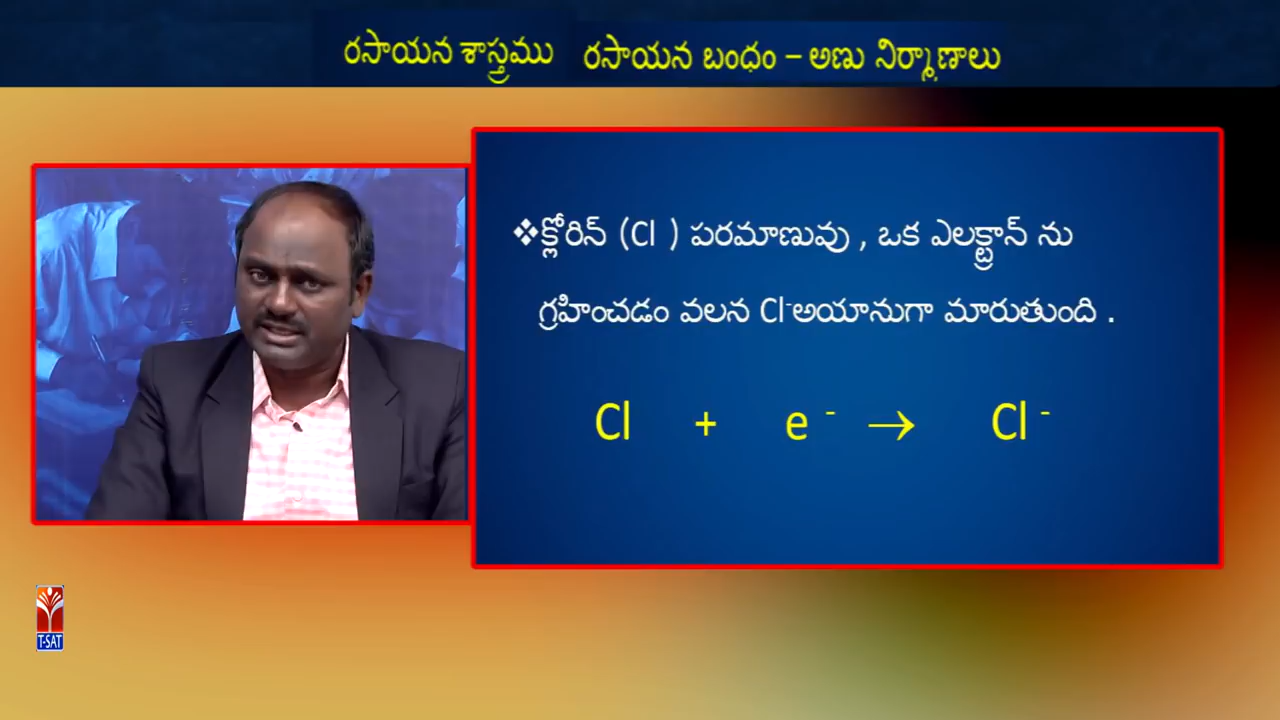 రసాయన శాస్త్రము రసాయన బంధం – అణు నిర్మాణాలు
❖క్లోరిన్ (Cl ) పరమాణువు , ఒక ఎలక్ట్రాన్ ను
గ్రహించడం వలన Cl⁻అయానుగా మారుతుంది .
Cl + e ⁻ → Cl ⁻
T-SAT